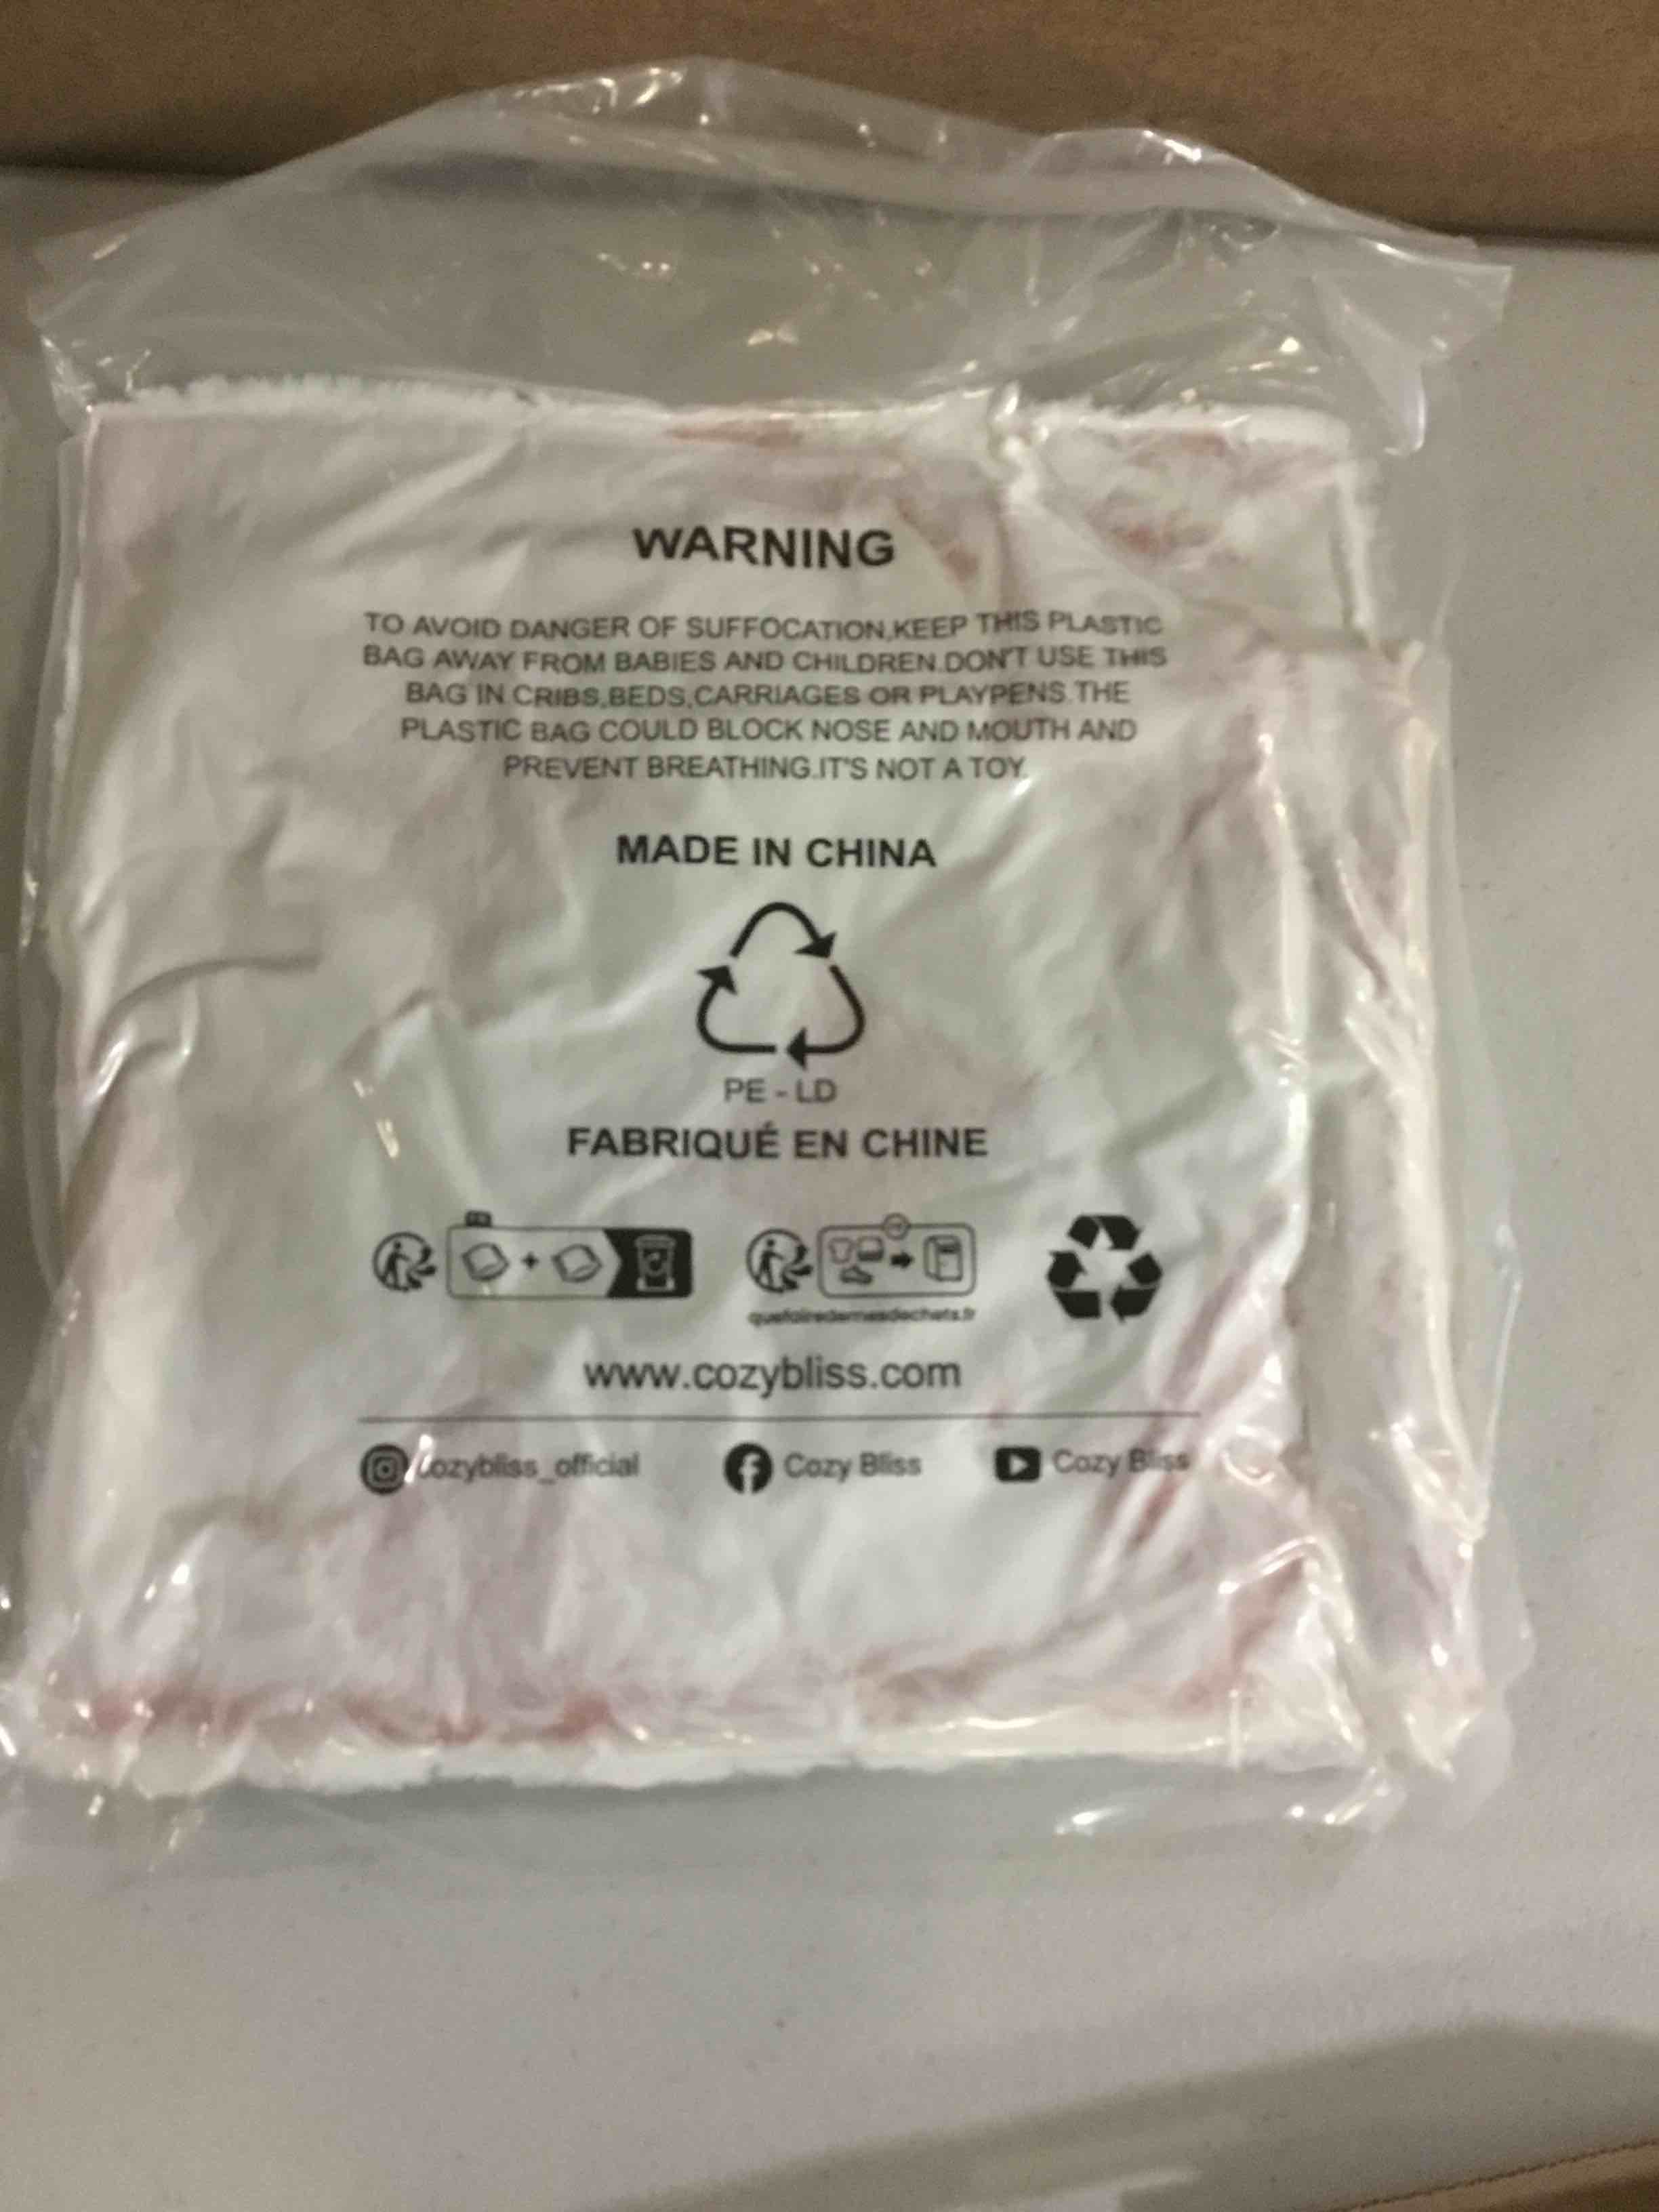 WARNING
TO AVOID DANGER OF SUFFOCATION,KEEP THIS PLASTIC
BAG AWAY FROM BABIES AND CHILDREN.DON'T USE THIS
BAG IN CRIBS,BEDS,CARRIAGES OR PLAYPENS.THE
PLASTIC BAG COULD BLOCK NOSE AND MOUTH AND
PREVENT BREATHING.IT'S NOT A TOY.
MADE IN CHINA
PE-LD
FABRIQUÉ EN CHINE
quefairedemesdechets.fr
www.cozybliss.com
cozybliss_official Cozy Bliss Cozy Bliss